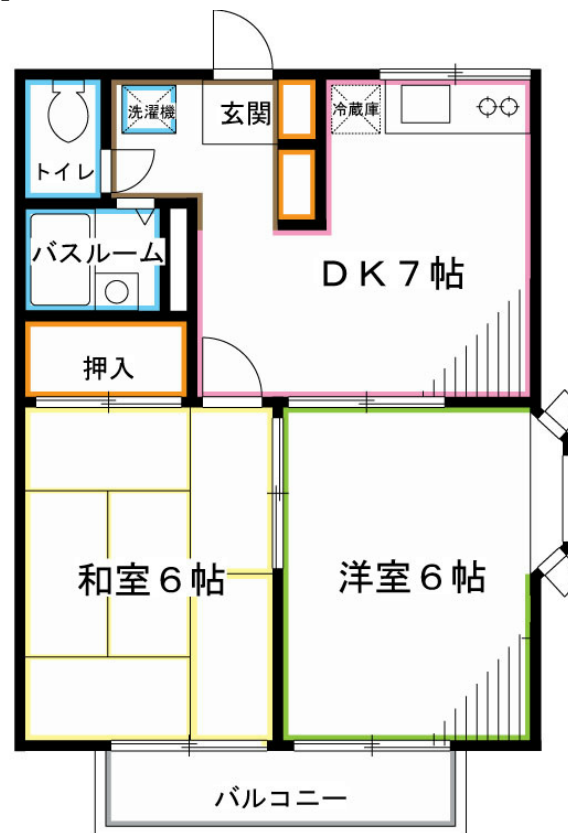 洗濯機
玄関
冷蔵庫
トイレ
バスルーム
DK7帖
押入
和室6帖
洋室6帖
バルコニー